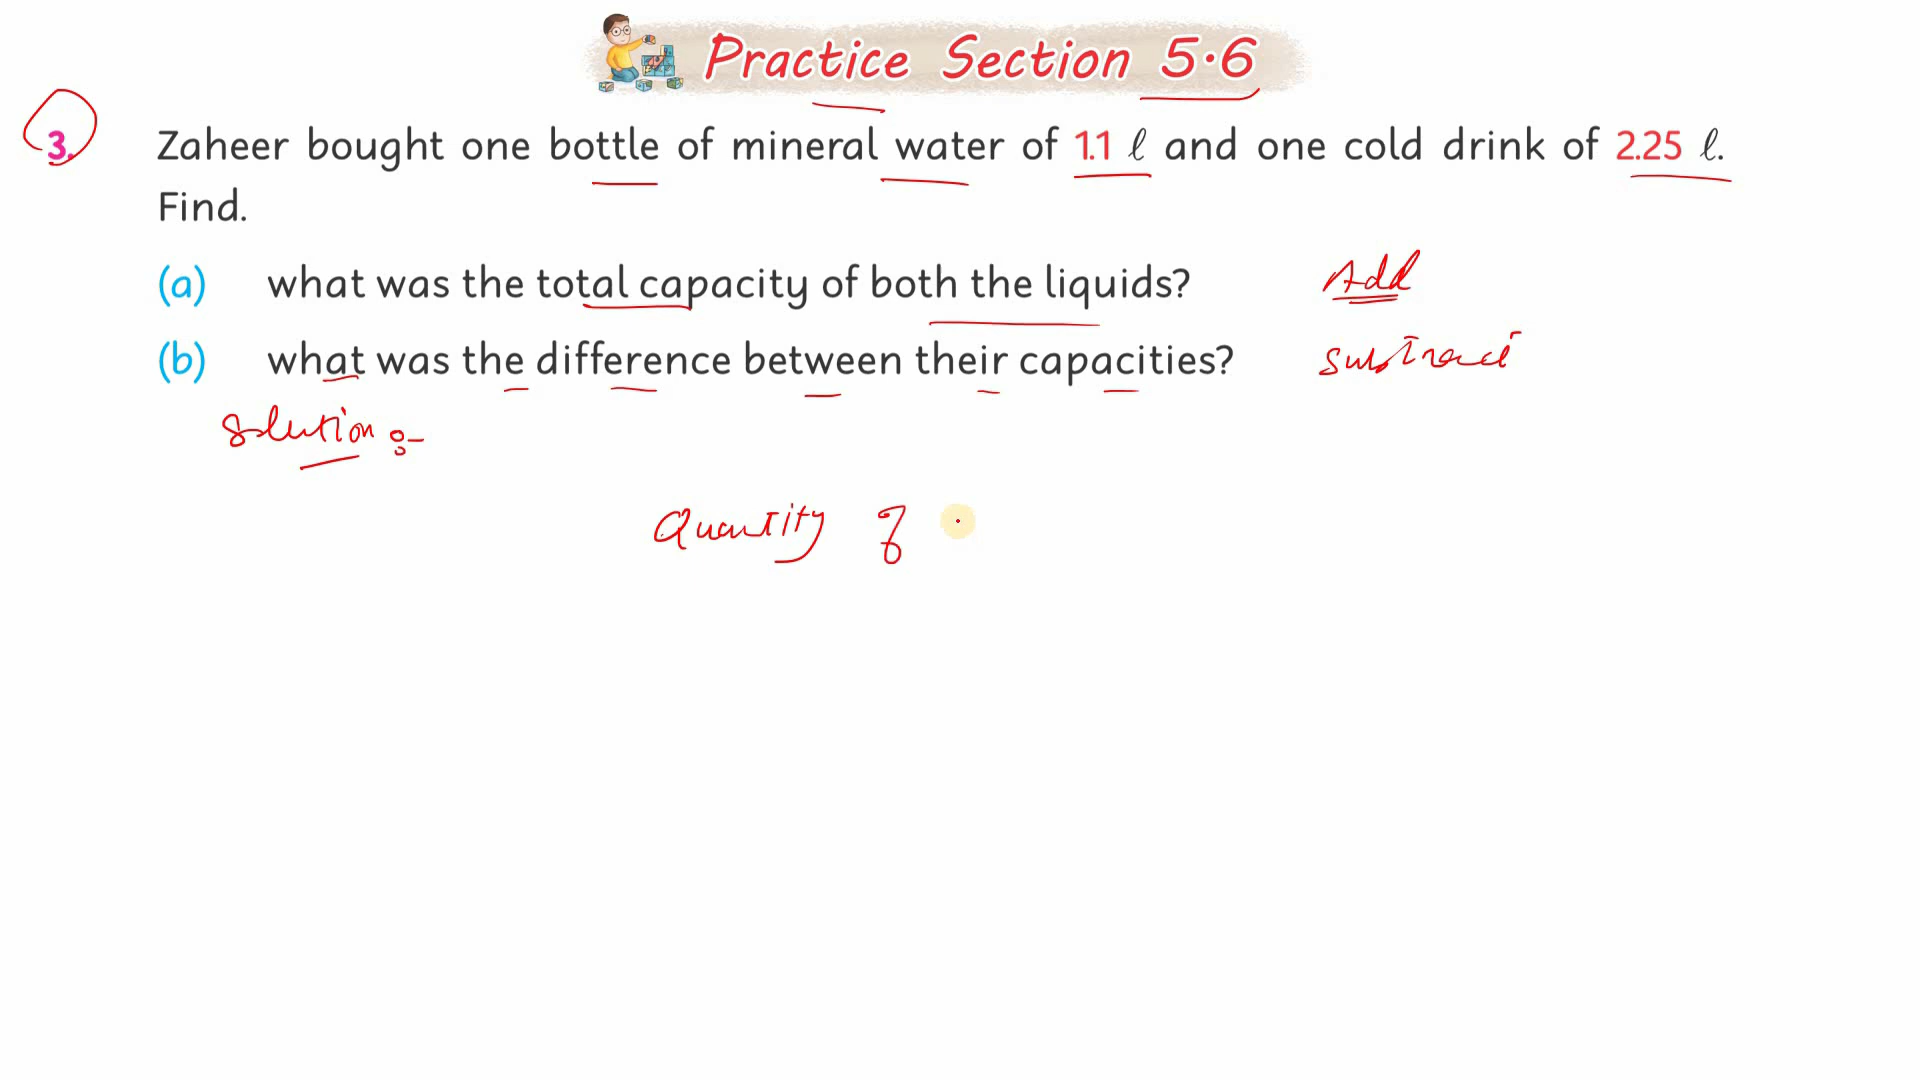 Practice Section 5.6
3. Zaheer bought one bottle of mineral water of 1.1 ℓ and one cold drink of 2.25 ℓ.
Find.
(a) what was the total capacity of both the liquids? Add
(b) what was the difference between their capacities? Subtract
Solution :-
Quantity of